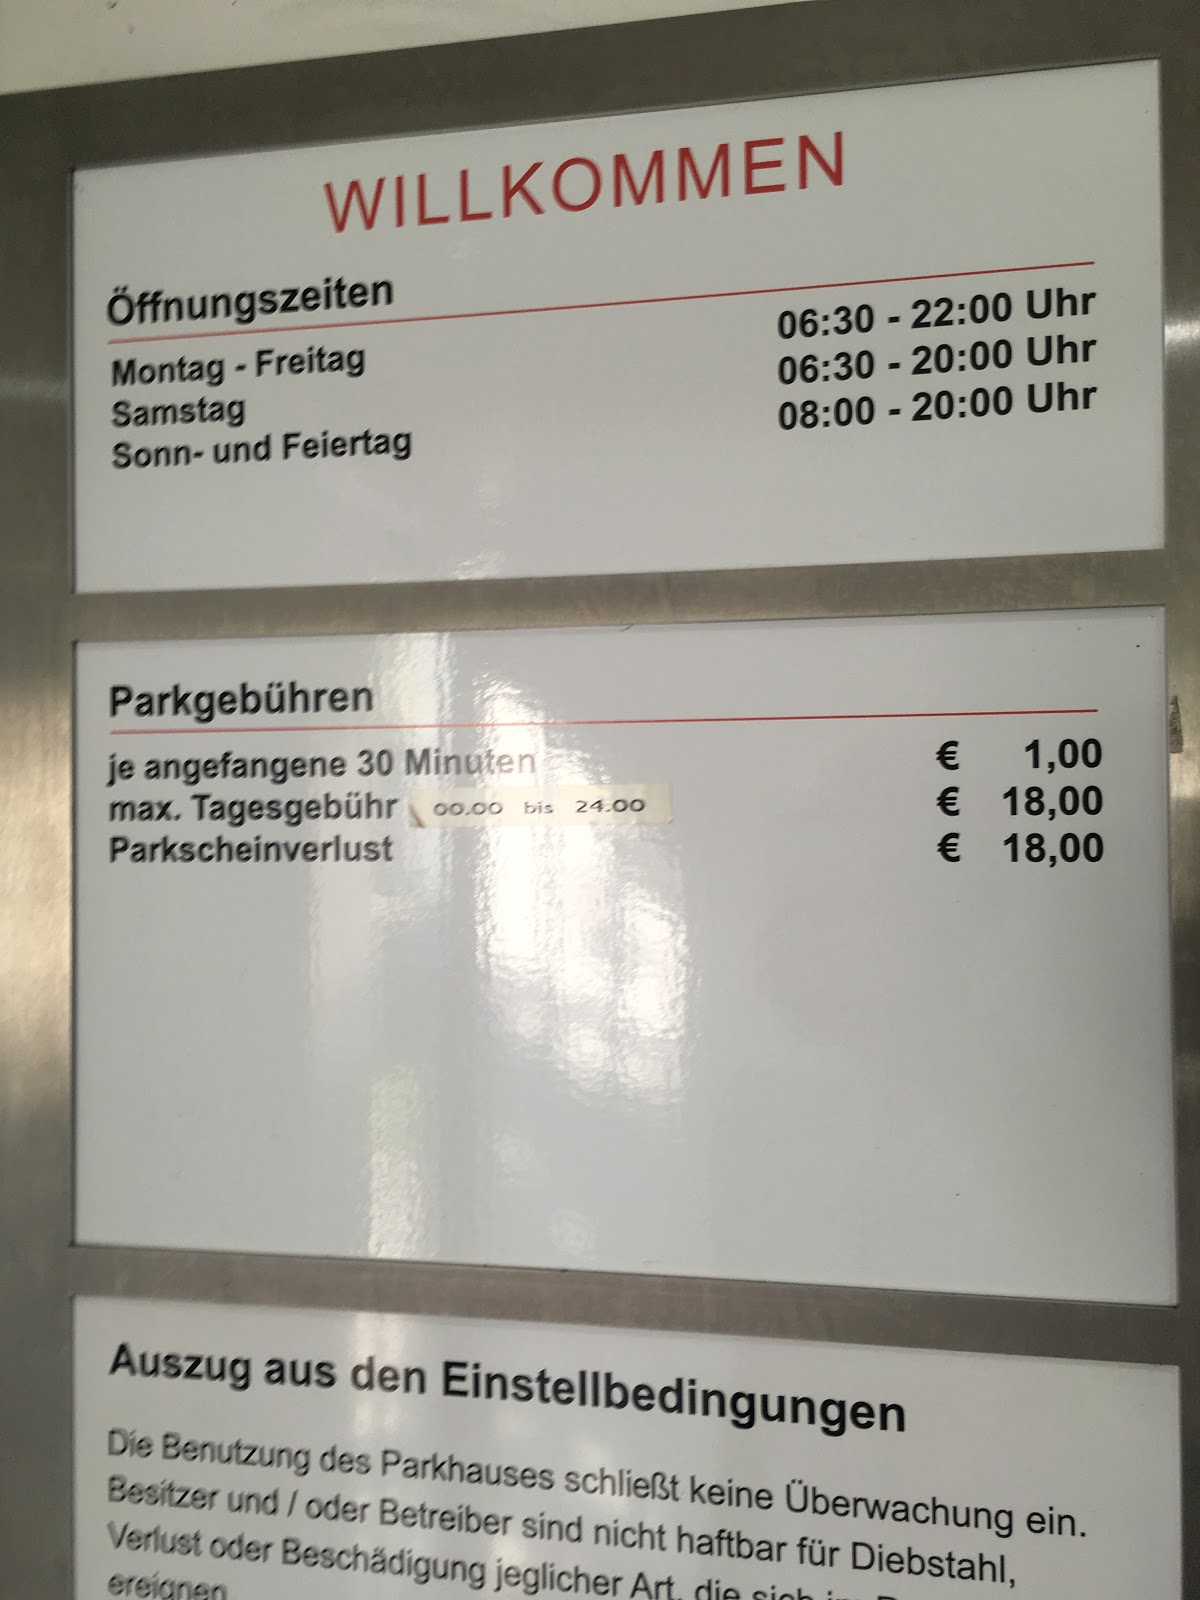 WILLKOMMEN
Öffnungszeiten
Montag - Freitag 06:30 - 22:00 Uhr
Samstag 06:30 - 20:00 Uhr
Sonn- und Feiertag 08:00 - 20:00 Uhr
Parkgebühren
je angefangene 30 Minuten € 1,00
max. Tagesgebühr 00.00 bis 24.00 € 18,00
Parkscheinverlust € 18,00
Auszug aus den Einstellbedingungen
Die Benutzung des Parkhauses schließt keine Überwachung ein.
Besitzer und / oder Betreiber sind nicht haftbar für Diebstahl,
Verlust oder Beschädigung jeglicher Art, die sich
ereignen